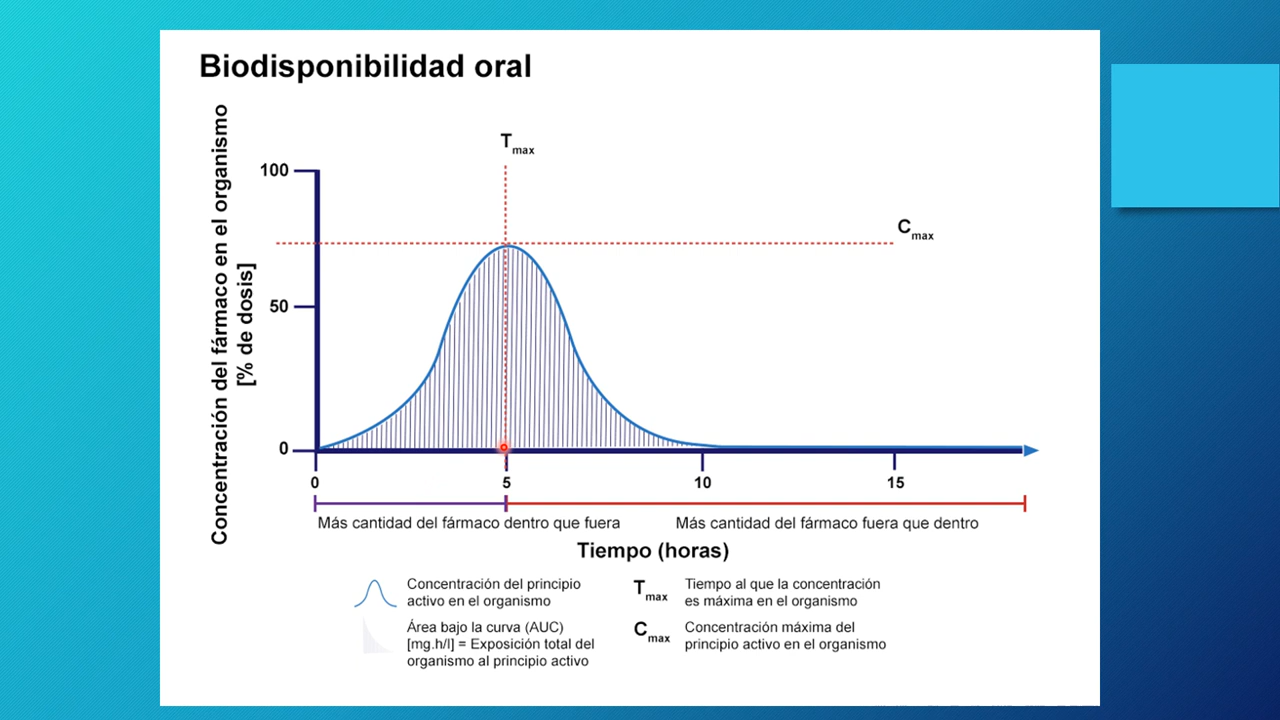 Biodisponibilidad oral
Concentración del fármaco en el organismo
[% de dosis]
Tmax
100
Cmax
50
0
0
5
10
15
Más cantidad del fármaco dentro que fuera
Más cantidad del fármaco fuera que dentro
Tiempo (horas)
Concentración del principio
activo en el organismo
Tmax
Tiempo al que la concentración
es máxima en el organismo
Área bajo la curva (AUC)
[mg.h/l] = Exposición total del
organismo al principio activo
Cmax
Concentración máxima del
principio activo en el organismo